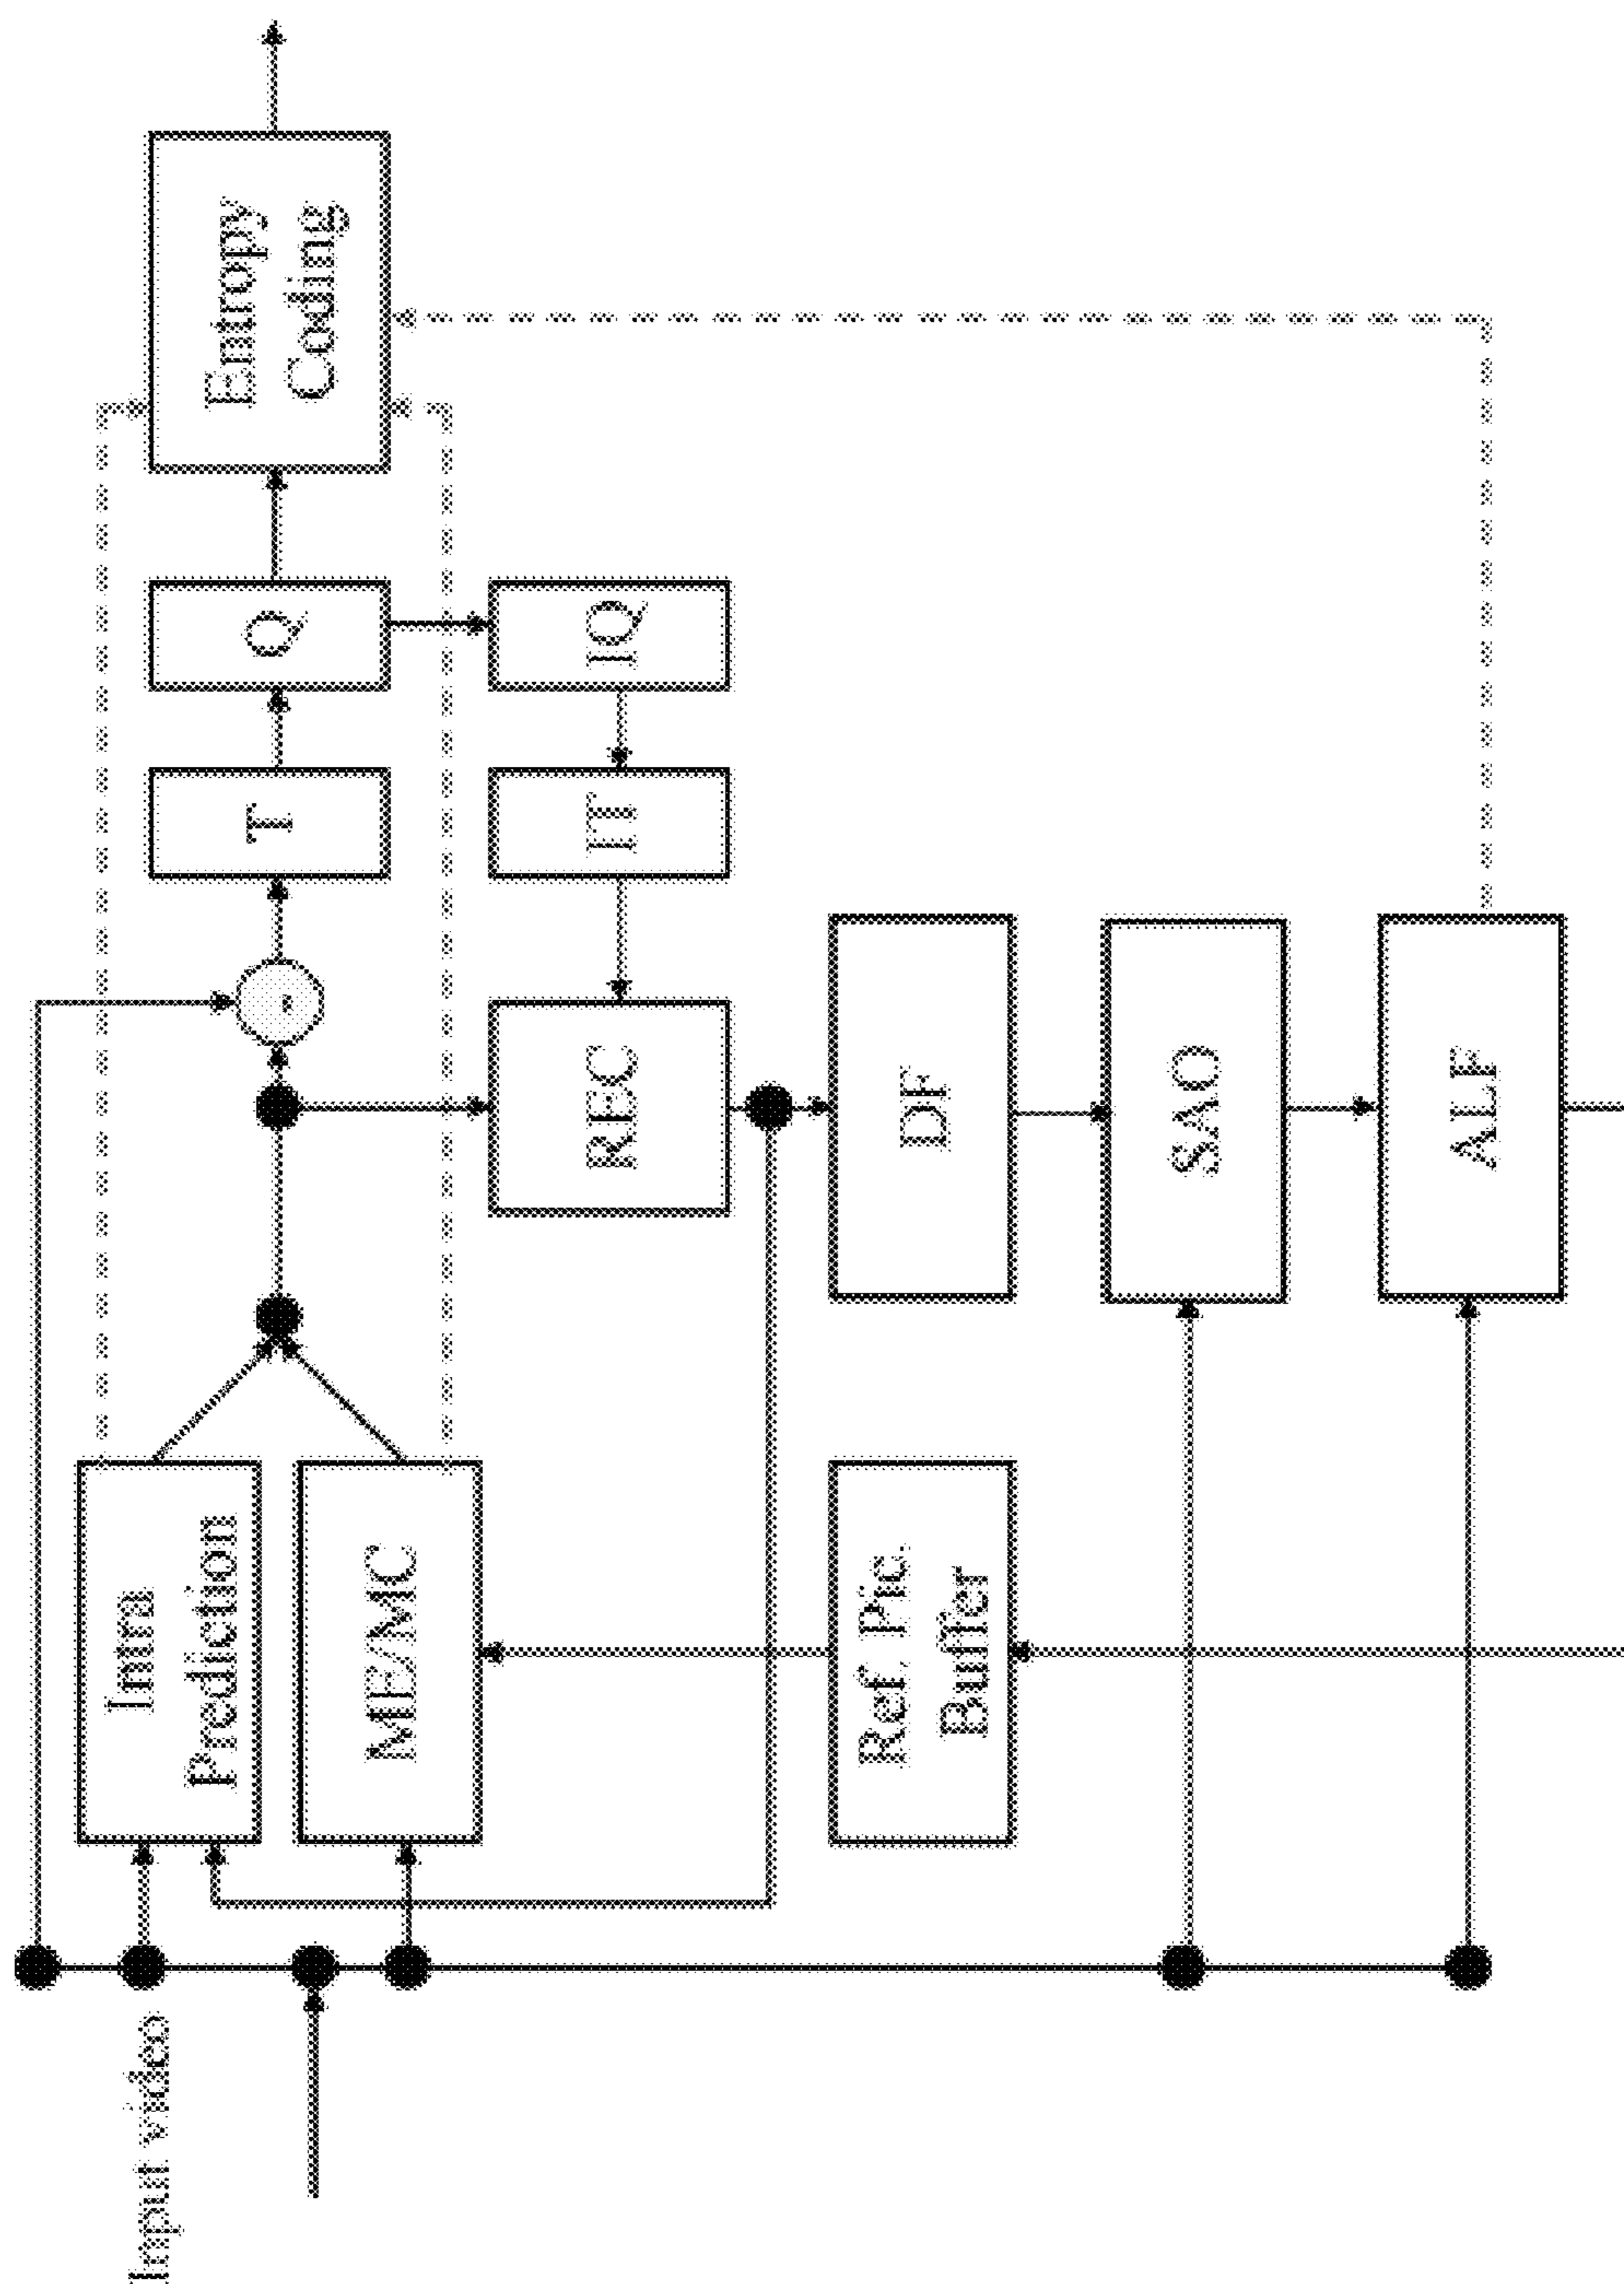 Input video
Intra
Prediction
ME/MC
-
T
Q
Entropy
Coding
REC
IT
IQ
Ref. Pic.
Buffer
DF
SAO
ALF